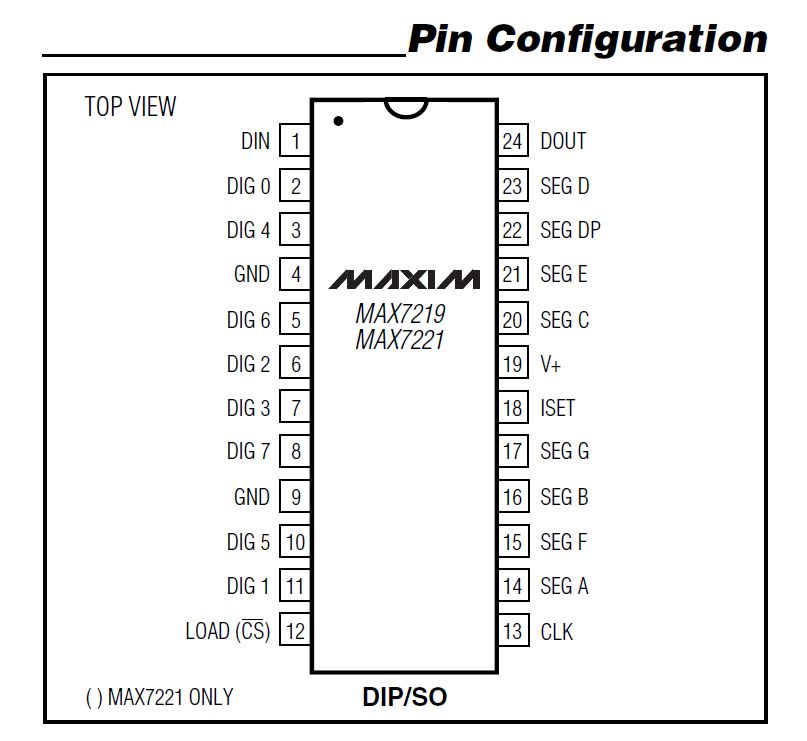 Pin Configuration
TOP VIEW
DIN 1 24 DOUT
DIG 0 2 23 SEG D
DIG 4 3 22 SEG DP
GND 4 21 SEG E
MAXIM
DIG 6 5 MAX7219 20 SEG C
MAX7221
DIG 2 6 19 V+
DIG 3 7 18 ISET
DIG 7 8 17 SEG G
GND 9 16 SEG B
DIG 5 10 15 SEG F
DIG 1 11 14 SEG A
LOAD (C̅S̅) 12 13 CLK
( ) MAX7221 ONLY DIP/SO